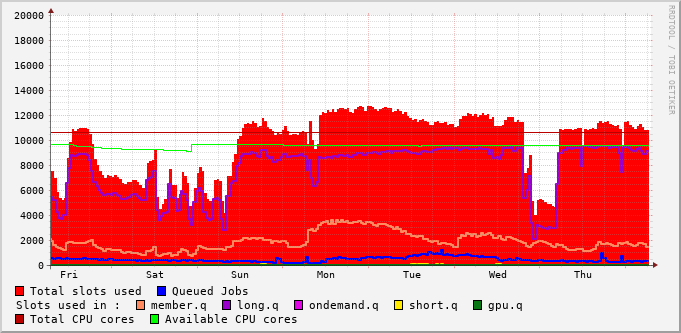 20000
18000
16000
14000
12000
10000
8000
6000
4000
2000
0
Fri Sat Sun Mon Tue Wed Thu
Total slots used Queued Jobs
Slots used in : member.q long.q ondemand.q short.q gpu.q
Total CPU cores Available CPU cores
RRDTOOL / TOBI OETIKER